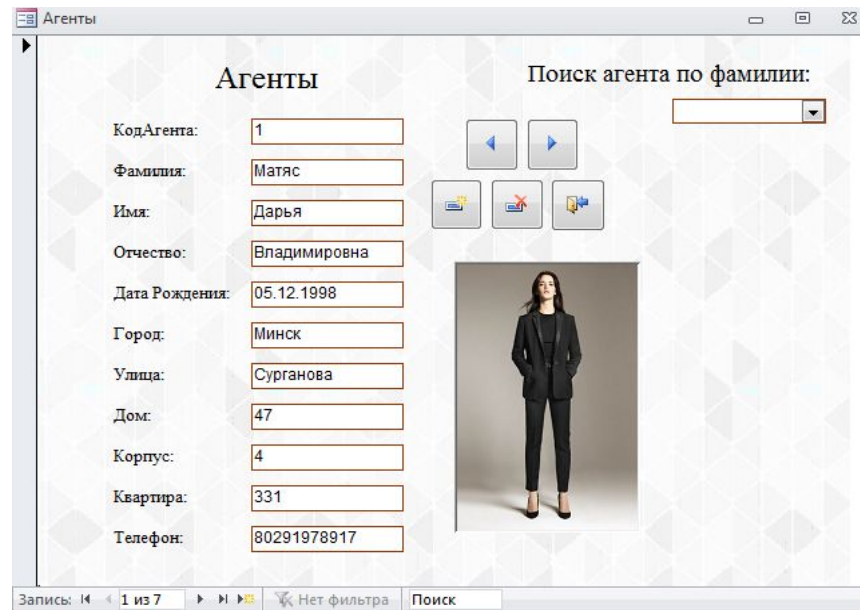 Агенты
Агенты
Поиск агента по фамилии:
КодАгента: 1
Фамилия: Матяс
Имя: Дарья
Отчество: Владимировна
Дата Рождения: 05.12.1998
Город: Минск
Улица: Сурганова
Дом: 47
Корпус: 4
Квартира: 331
Телефон: 80291978917
Запись: 1 из 7 Нет фильтра Поиск